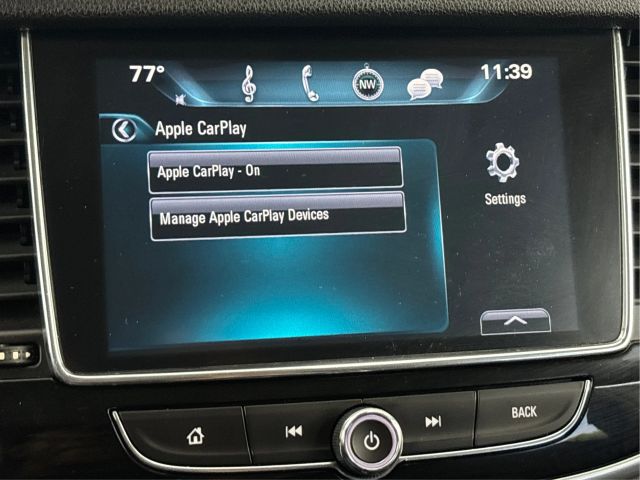 77°
NW
11:39
Apple CarPlay
Apple CarPlay - On
Manage Apple CarPlay Devices
Settings
BACK